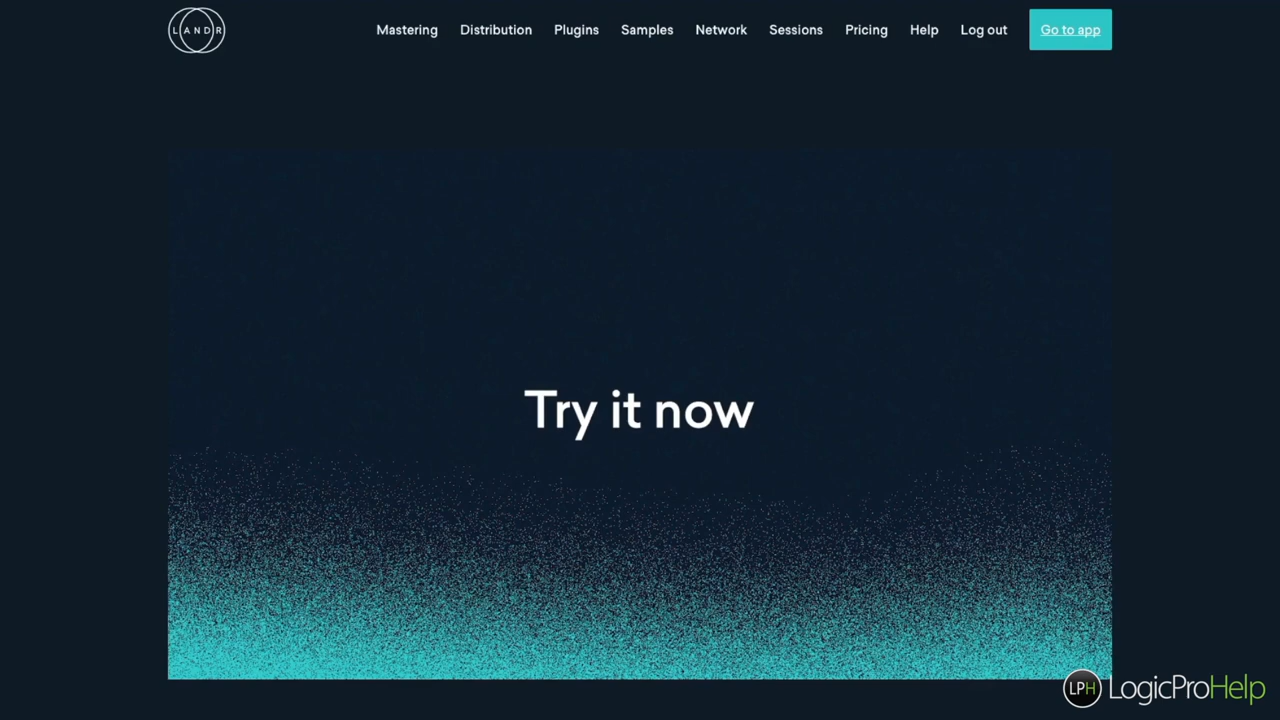 LANDR
Mastering
Distribution
Plugins
Samples
Network
Sessions
Pricing
Help
Log out
Go to app
Try it now
LPH LogicProHelp